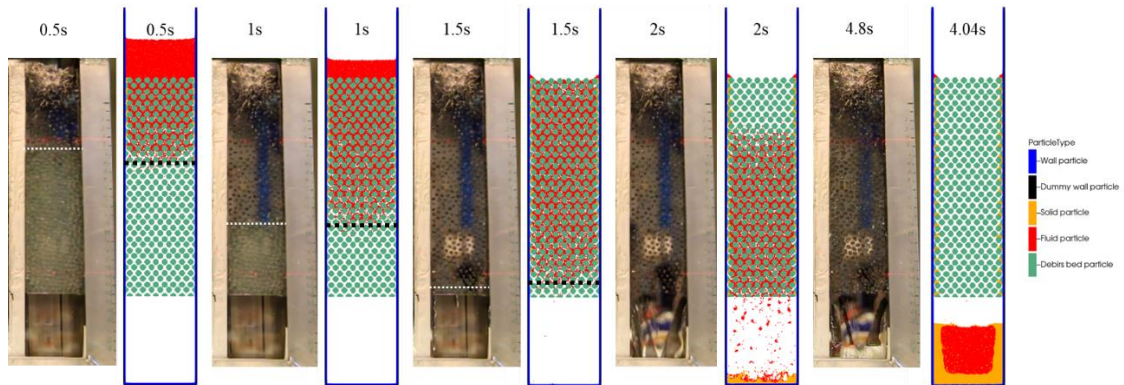 0.5s 0.5s 1s 1s 1.5s 1.5s 2s 2s 4.8s 4.04s
ParticleType
Wall particle
Dummy wall particle
Solid particle
Fluid particle
Debirs bed particle